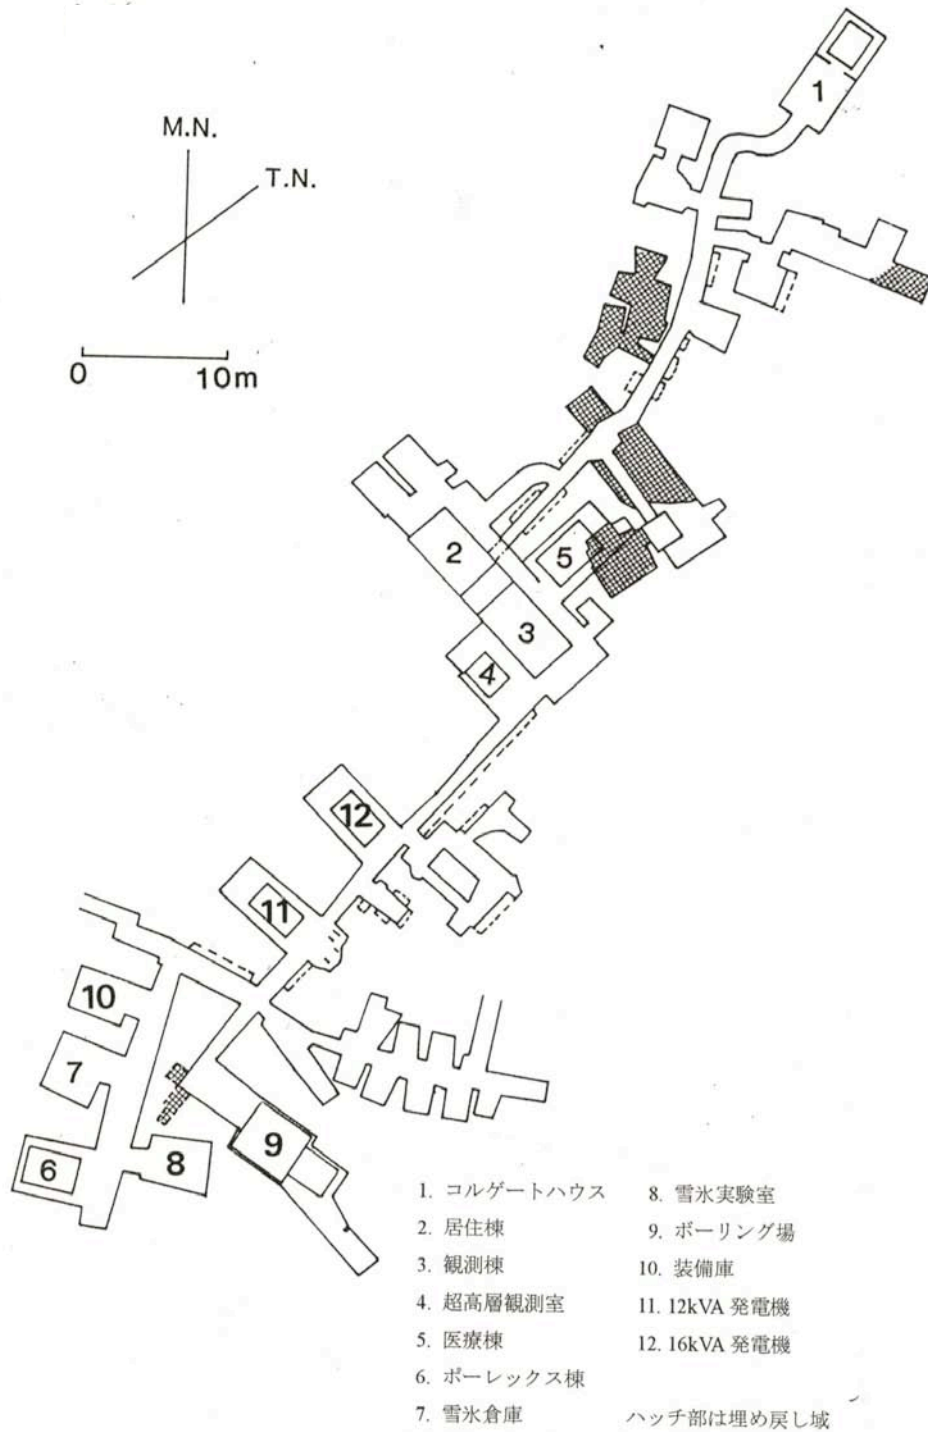 M.N.
T.N.
0 10m
1
2
5
3
4
12
11
10
7
9
8
6
1. コルゲートハウス
2. 居住棟
3. 観測棟
4. 超高層観測室
5. 医療棟
6. ポーレックス棟
7. 雪氷倉庫
8. 雪氷実験室
9. ボーリング場
10. 装備庫
11. 12kVA 発電機
12. 16kVA 発電機
ハッチ部は埋め戻し域